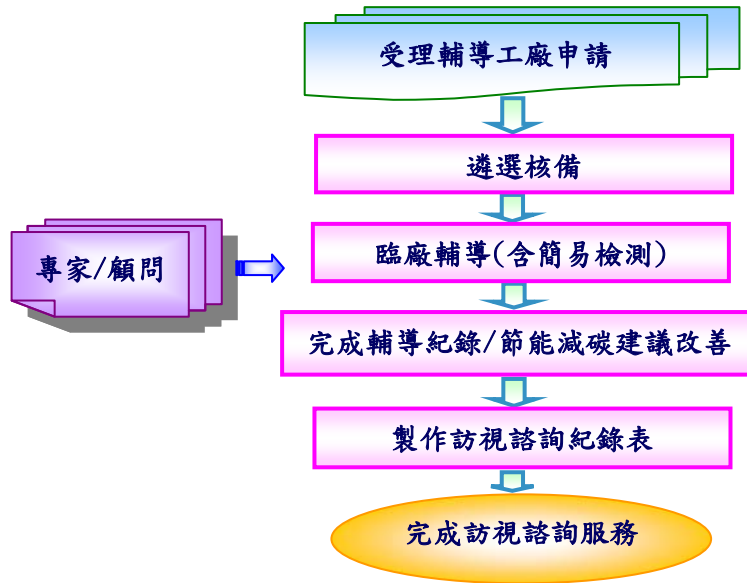 受理輔導工廠申請
遴選核備
專家/顧問
臨廠輔導(含簡易檢測)
完成輔導紀錄/節能減碳建議改善
製作訪視諮詢紀錄表
完成訪視諮詢服務